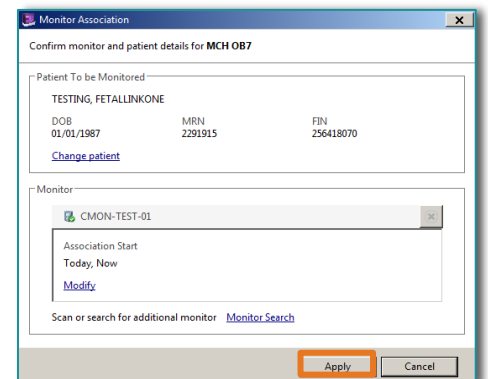 Monitor Association
Confirm monitor and patient details for MCH OB7
Patient To be Monitored
TESTING, FETALLINKONE
DOB MRN FIN
01/01/1987 2291915 256418070
Change patient
Monitor
CMON-TEST-01
Association Start
Today, Now
Modify
Scan or search for additional monitor Monitor Search
Apply Cancel